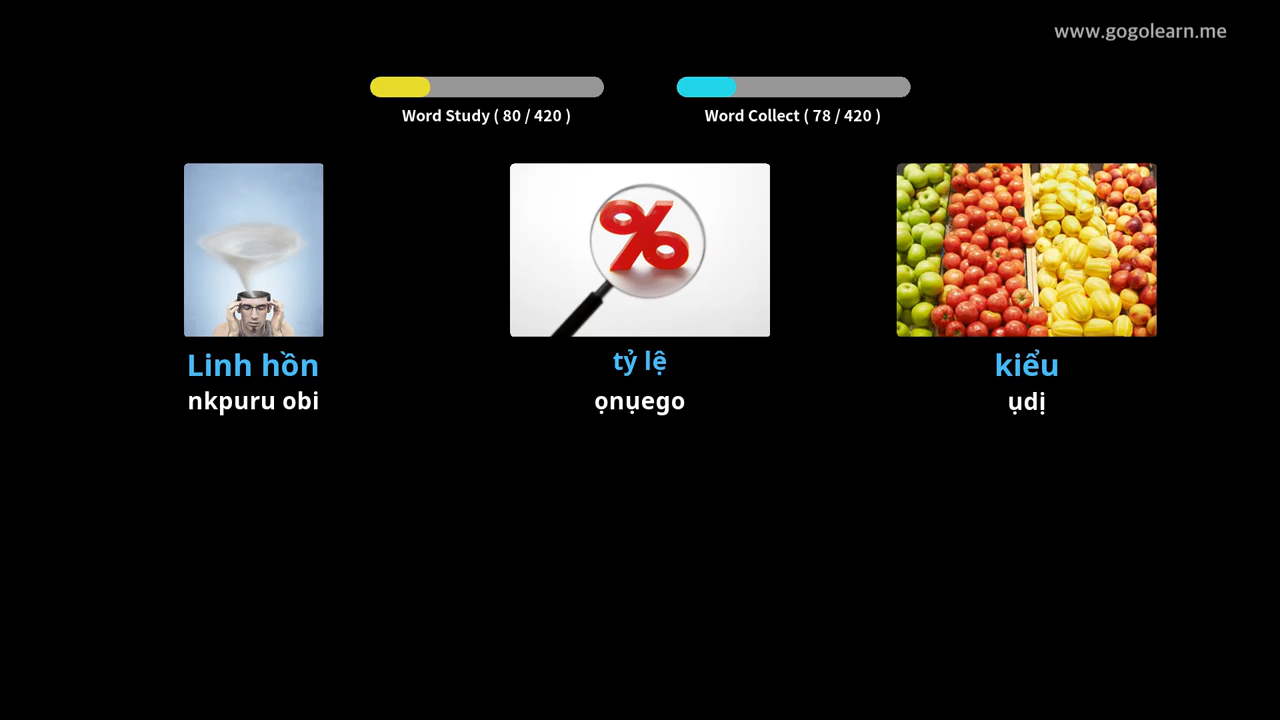 www.gogolearn.me
Word Study ( 80 / 420 )
Word Collect ( 78 / 420 )
%
Linh hồn
tỷ lệ
kiểu
nkpuru obi
ọnụego
ụdị